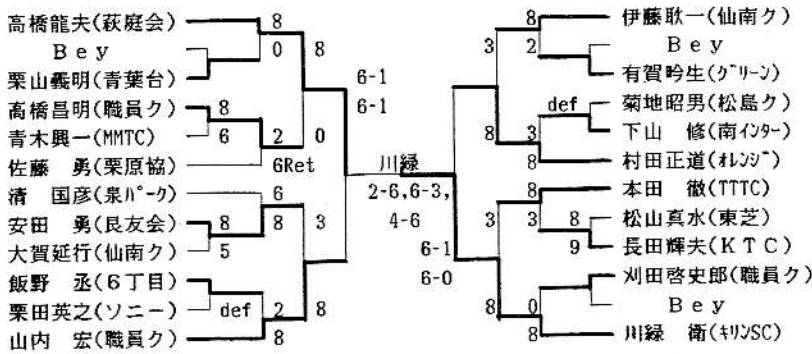 高橋龍夫(萩庭会)
8
Bey
0
8
栗山義明(青葉台)
6-1
6-1
高橋昌明(職員ク)
8
青木興一(MMTC)
6
2
0
佐藤 勇(栗原協)
6Ret
清 国彦(泉パーク)
6
安田 勇(良友会)
8
8
3
大賀延行(仙南ク)
5
飯野 丞(6丁目)
栗田英之(ソニー)
def
2
8
山内 宏(職員ク)
8
川緑
2-6,6-3,
4-6
8
伊藤耿一(仙南ク)
3
2
Bey
有賀吟生(グリーン)
def
菊地昭男(松島ク)
8
3
下山 修(南インター)
8
村田正道(オレンジ)
8
本田 徹(TTTC)
3
3
8
松山真水(東芝)
9
長田輝夫(KTC)
6-1
6-0
刈田啓史郎(職員ク)
8
0
Bey
8
川緑 衛(キリンSC)